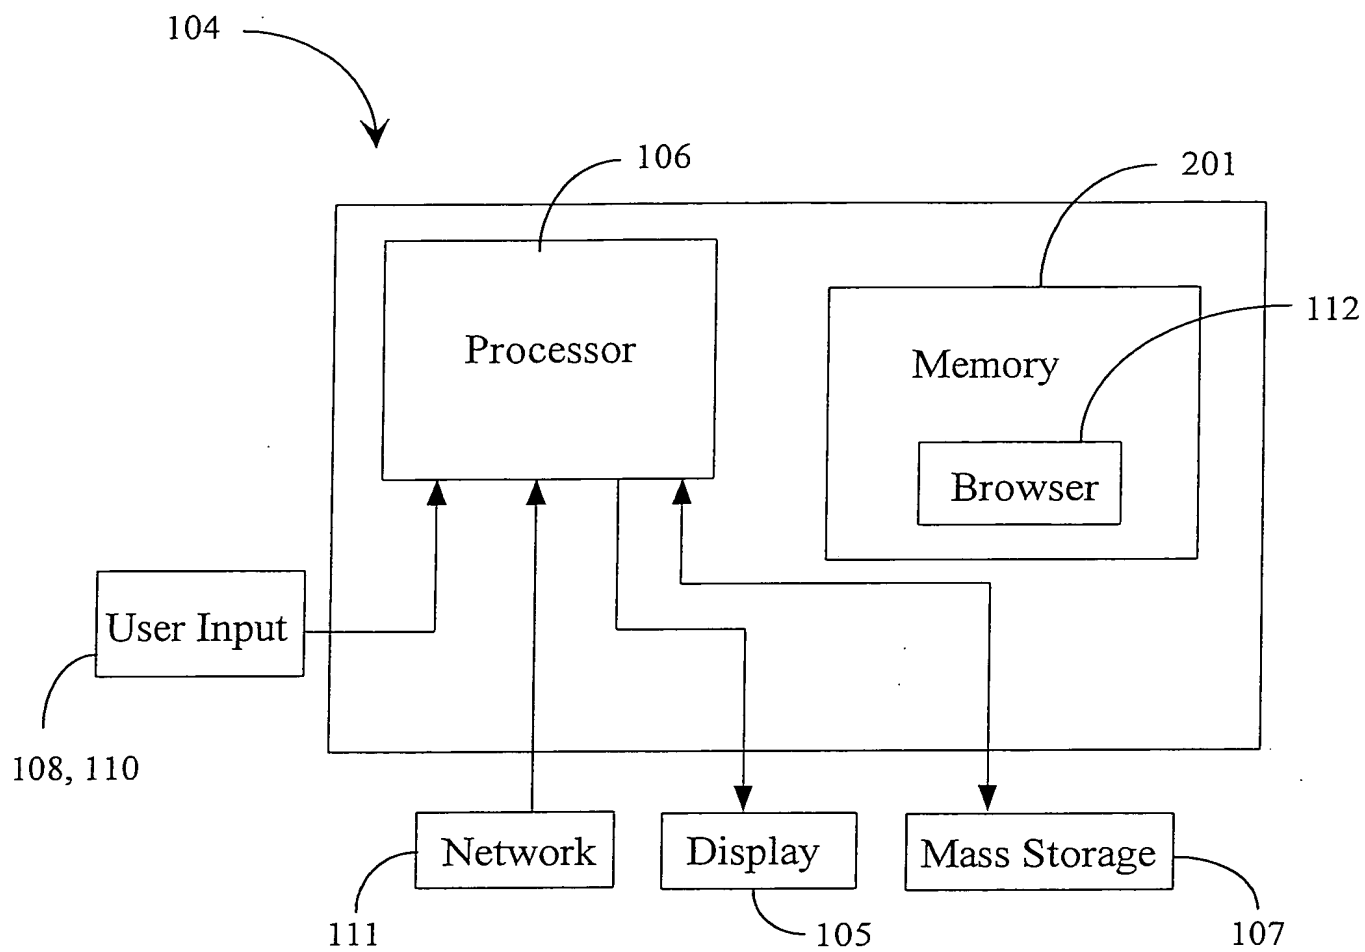 104
106
201
112
Processor
Memory
Browser
User Input
108, 110
Network
Display
Mass Storage
111
105
107